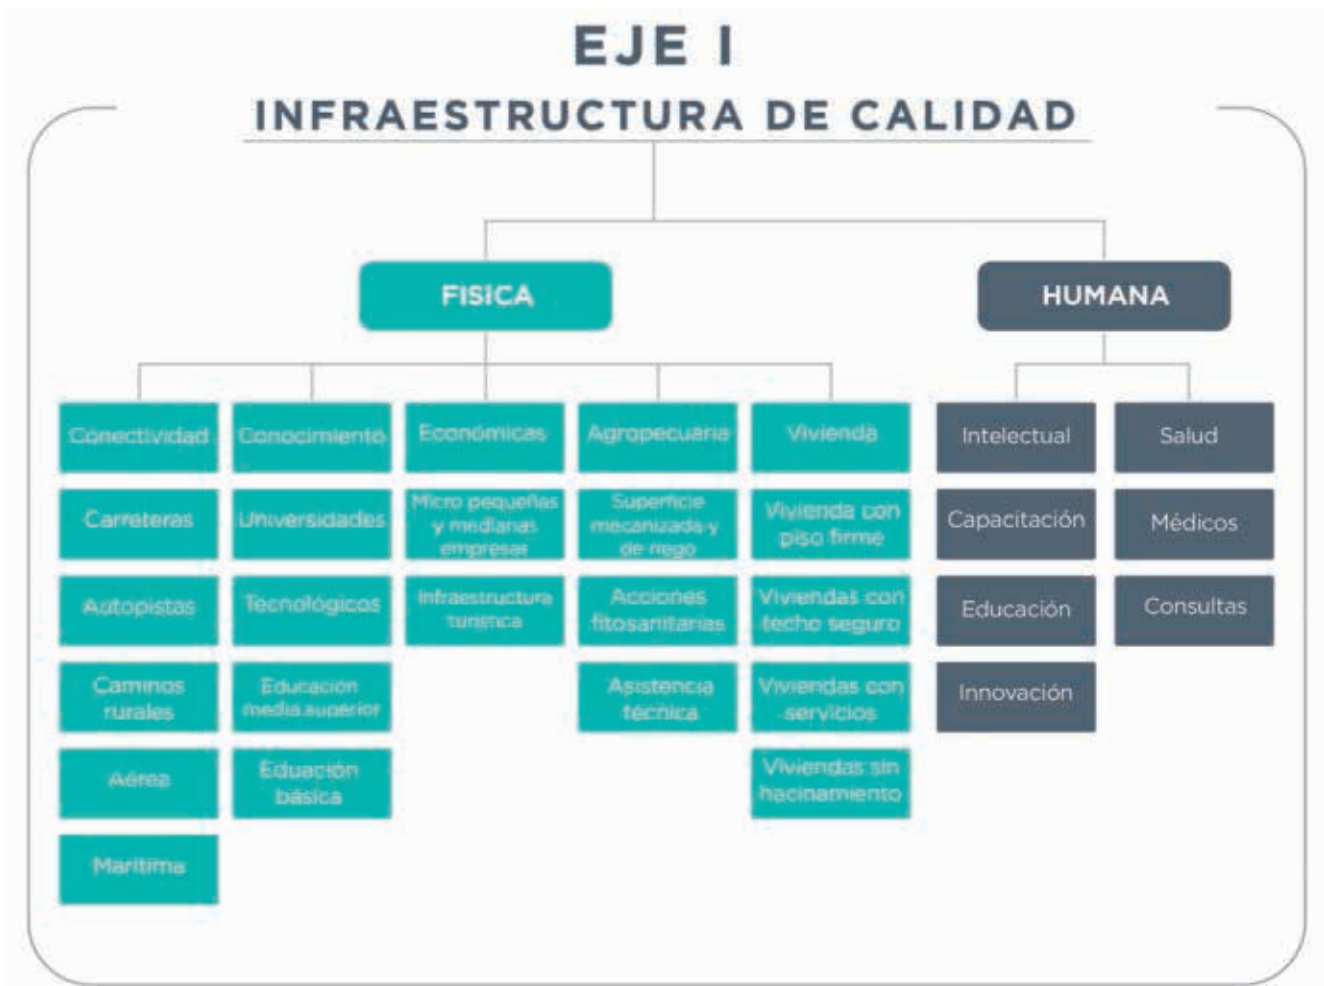 EJE I
INFRAESTRUCTURA DE CALIDAD
FISICA
HUMANA
Conectividad
Carreteras
Autopistas
Caminos
rurales
Aérea
Marítima
Conocimiento
Universidades
Tecnológicos
Educación
media superior
Eduación
básica
Económicas
Micro pequeñas
y medianas
empresas
Infraestructura
turística
Agropecuaria
Superficie
mecanizada y
de riego
Acciones
fitosanitarias
Asistencia
técnica
Vivienda
Vivienda con
piso firme
Viviendas con
techo seguro
Viviendas con
servicios
Viviendas sin
hacinamiento
Intelectual
Capacitación
Educación
Innovación
Salud
Médicos
Consultas